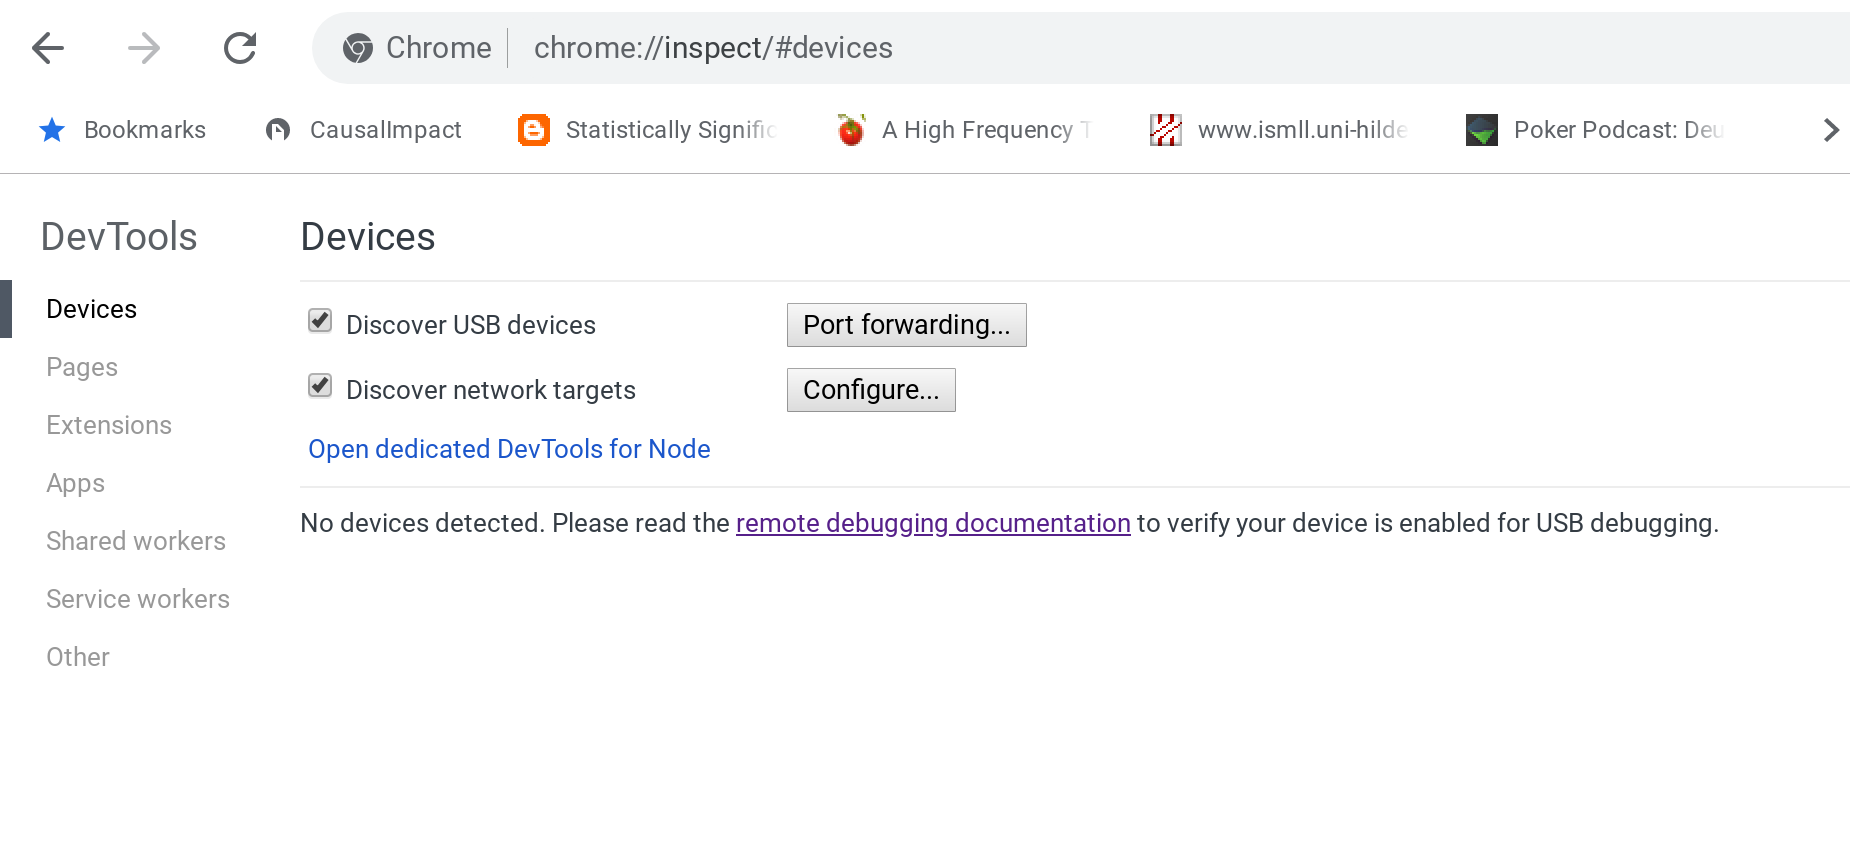 Chrome chrome://inspect/#devices
Bookmarks CausalImpact Statistically Signific A High Frequency T www.ismll.uni-hilde Poker Podcast: Deu
DevTools
Devices
Pages
Extensions
Apps
Shared workers
Service workers
Other
Devices
Discover USB devices Port forwarding...
Discover network targets Configure...
Open dedicated DevTools for Node
No devices detected. Please read the remote debugging documentation to verify your device is enabled for USB debugging.